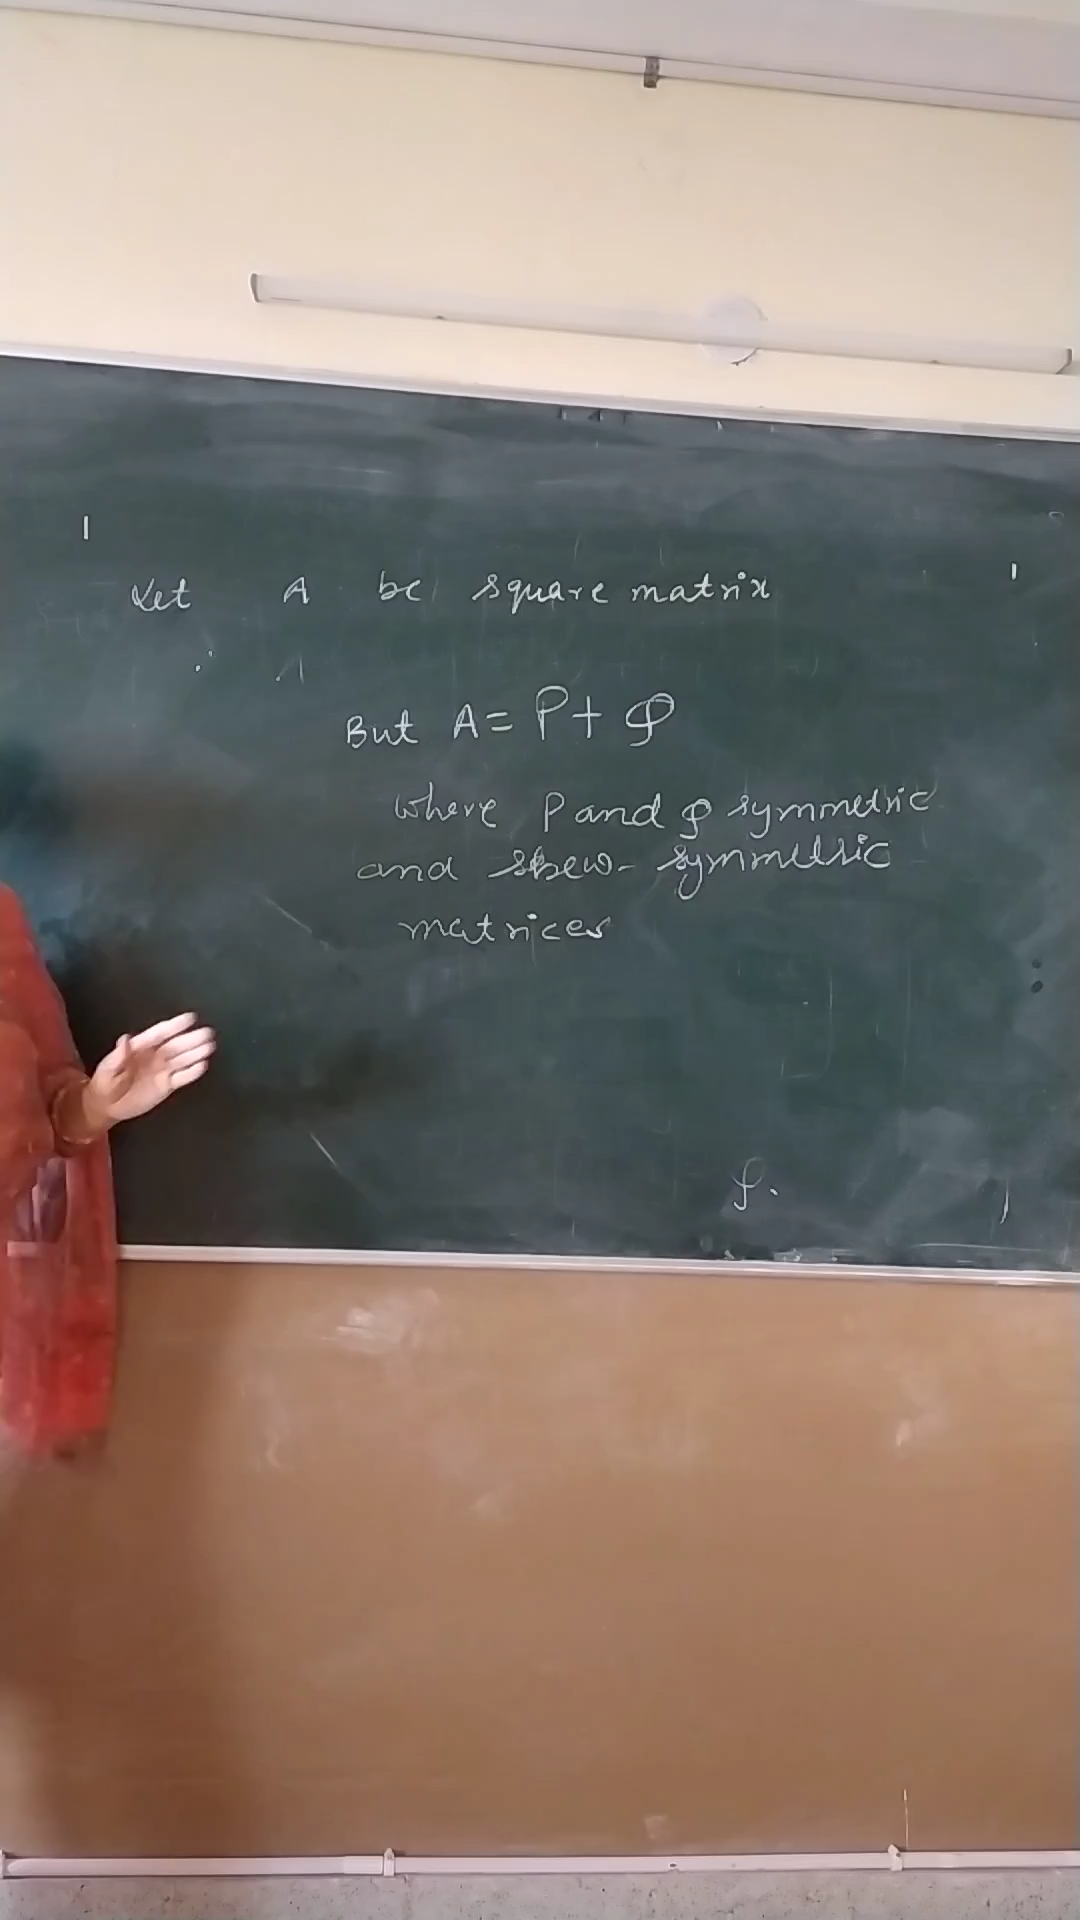 Let A be square matrix
∴ A
But A = P + Q
where P and Q symmetric
and skew-symmetric
matrices